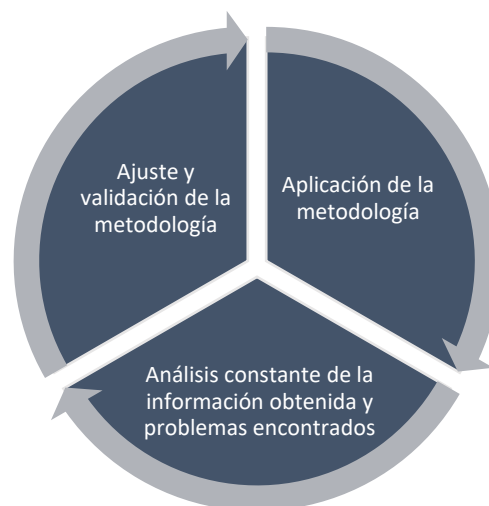 Ajuste y
validación de la
metodología
Aplicación de la
metodología
Análisis constante de la
información obtenida y
problemas encontrados